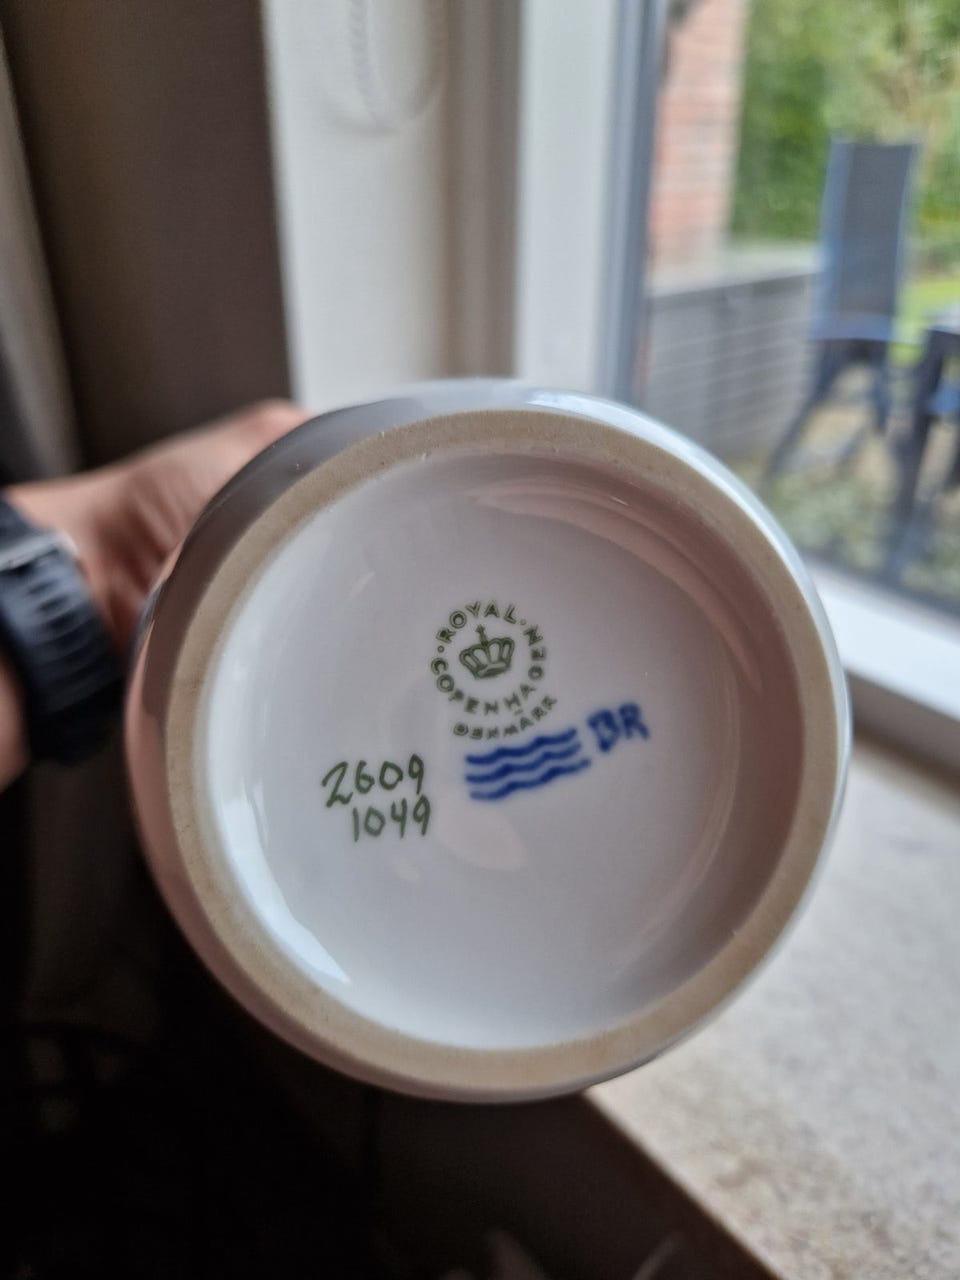 ROYAL · COPENHAGEN ·
DENMARK
BR
2609
1049